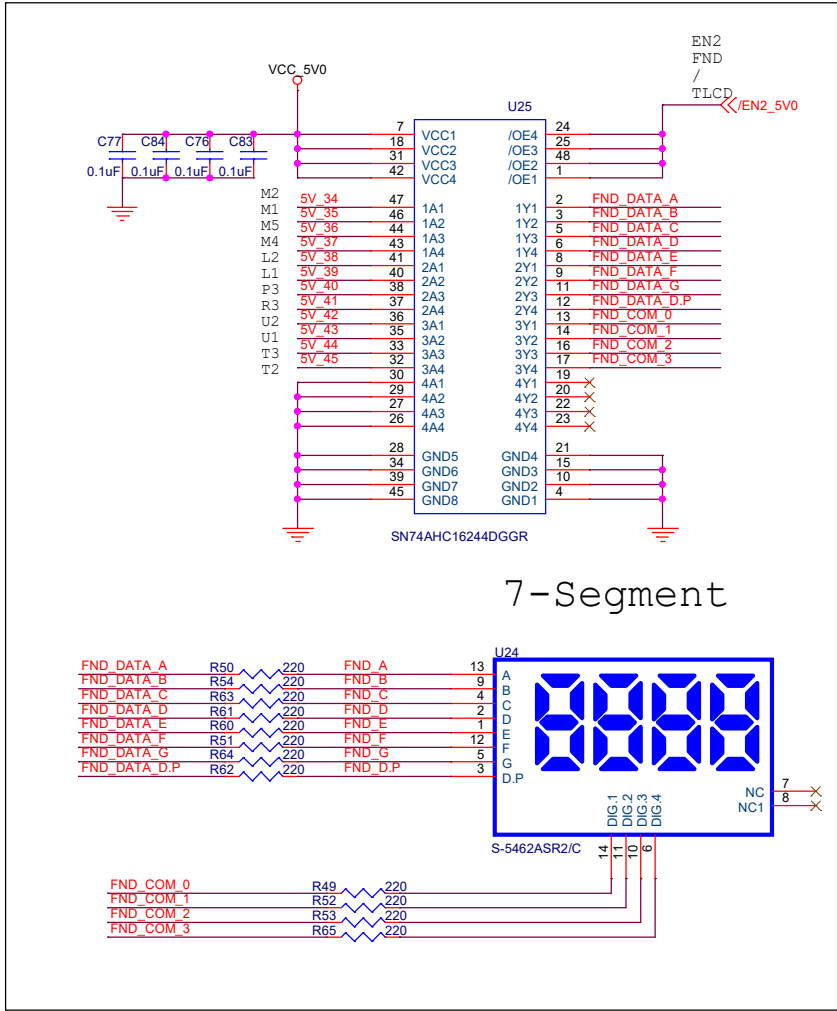 EN2
FND
/
TLCD
/EN2_5V0
VCC_5V0
U25
C77 C84 C76 C83
0.1uF 0.1uF 0.1uF 0.1uF
7 VCC1 /OE4 24
18 VCC2 /OE3 25
31 VCC3 /OE2 48
42 VCC4 /OE1 1
M2 5V_34 47 1A1 1Y1 2 FND_DATA_A
M1 5V_35 46 1A2 1Y2 3 FND_DATA_B
M5 5V_36 44 1A3 1Y3 5 FND_DATA_C
M4 5V_37 43 1A4 1Y4 6 FND_DATA_D
L2 5V_38 41 2A1 2Y1 8 FND_DATA_E
L1 5V_39 40 2A2 2Y2 9 FND_DATA_F
P3 5V_40 38 2A3 2Y3 11 FND_DATA_G
R3 5V_41 37 2A4 2Y4 12 FND_DATA_D.P
U2 5V_42 36 3A1 3Y1 13 FND_COM_0
U1 5V_43 35 3A2 3Y2 14 FND_COM_1
T3 5V_44 33 3A3 3Y3 16 FND_COM_2
T2 5V_45 32 3A4 3Y4 17 FND_COM_3
30 4A1 4Y1 19
29 4A2 4Y2 20
27 4A3 4Y3 22
26 4A4 4Y4 23
28 GND5 GND4 21
34 GND6 GND3 15
39 GND7 GND2 10
45 GND8 GND1 4
SN74AHC16244DGGR
7-Segment
U24
FND_DATA_A R50 220 FND_A 13 A
FND_DATA_B R54 220 FND_B 9 B
FND_DATA_C R63 220 FND_C 4 C
FND_DATA_D R61 220 FND_D 2 D
FND_DATA_E R60 220 FND_E 1 E
FND_DATA_F R51 220 FND_F 12 F
FND_DATA_G R64 220 FND_G 5 G
FND_DATA_D.P R62 220 FND_D.P 3 D.P
NC 7
NC1 8
DIG.1 DIG.2 DIG.3 DIG.4
S-5462ASR2/C
14 11 10 6
FND_COM_0 R49 220
FND_COM_1 R52 220
FND_COM_2 R53 220
FND_COM_3 R65 220